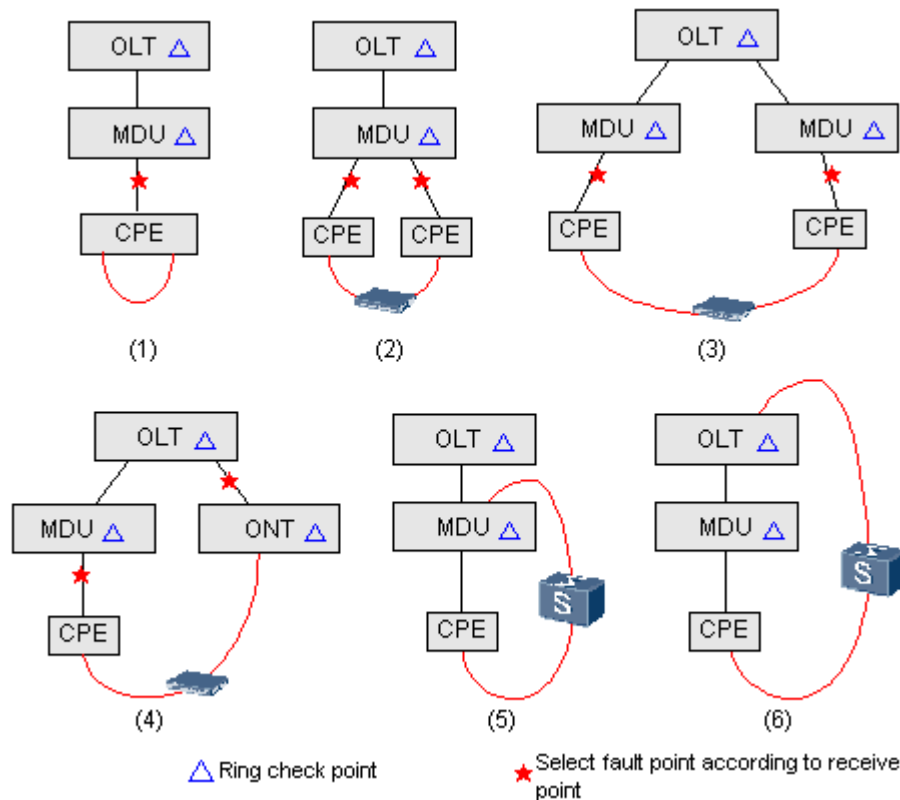 OLT
OLT
OLT
MDU
MDU
MDU
MDU
CPE
CPE
CPE
CPE
CPE
(1)
(2)
(3)
OLT
OLT
OLT
MDU
ONT
MDU
MDU
S
S
CPE
CPE
CPE
(4)
(5)
(6)
Ring check point
Select fault point according to receive
point